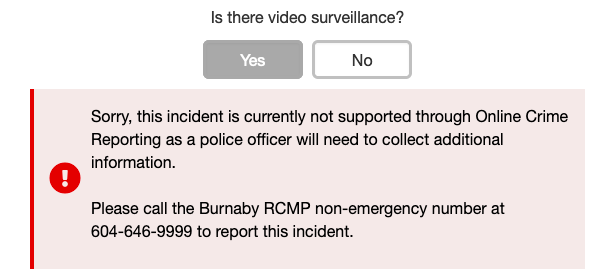 Is there video surveillance?
Yes
No
Sorry, this incident is currently not supported through Online Crime
Reporting as a police officer will need to collect additional
information.
Please call the Burnaby RCMP non-emergency number at
604-646-9999 to report this incident.